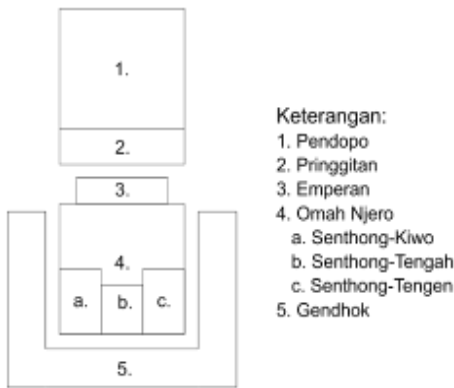 1.
2.
3.
4.
a.
b.
c.
5.
Keterangan:
1. Pendopo
2. Pringgitan
3. Emperan
4. Omah Njero
a. Senthong-Kiwo
b. Senthong-Tengah
c. Senthong-Tengen
5. Gendhok